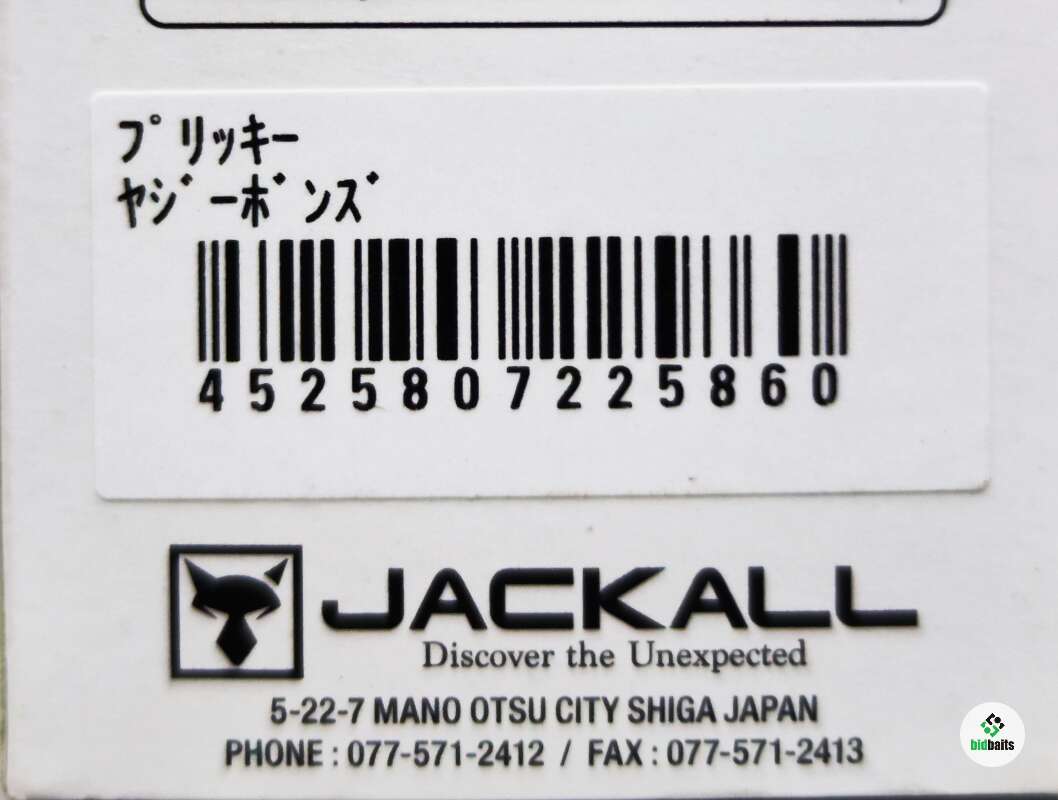 プリッキー
ヤジーボンズ
4525807225860
JACKALL
Discover the Unexpected
5-22-7 MANO OTSU CITY SHIGA JAPAN
PHONE : 077-571-2412 / FAX : 077-571-2413
bidbaits